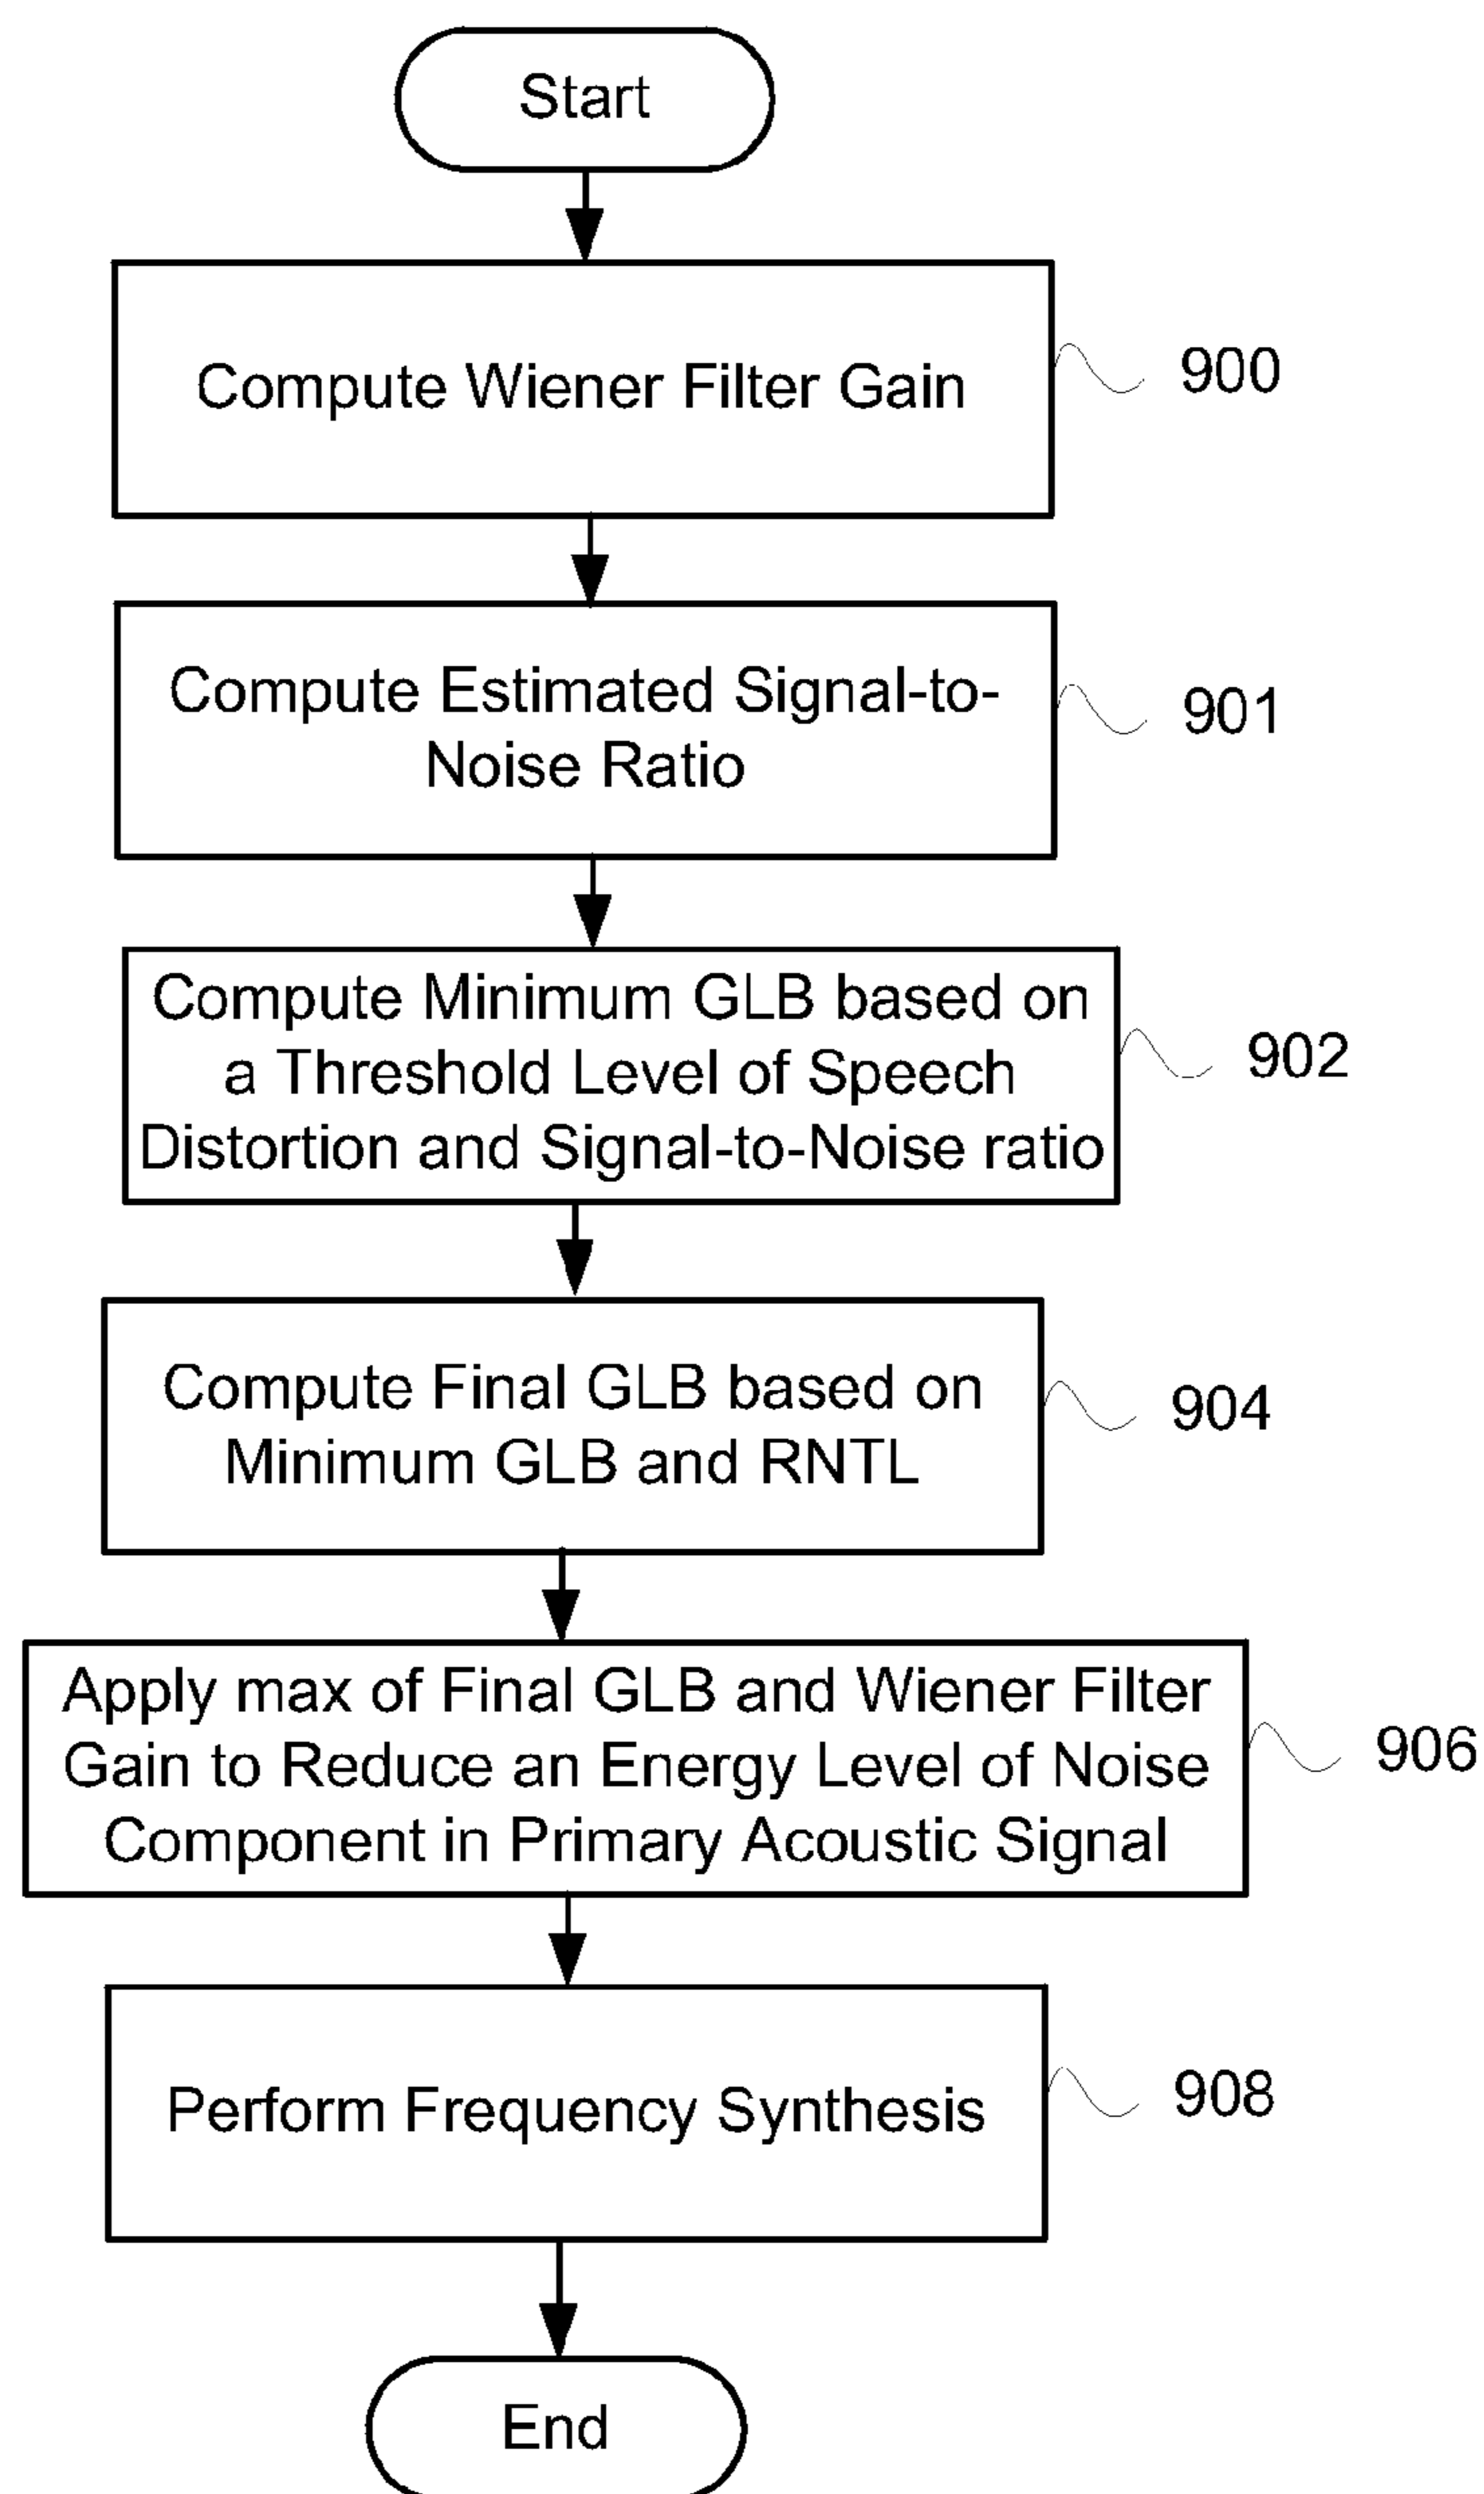 Start
Compute Wiener Filter Gain
900
Compute Estimated Signal-to-
Noise Ratio
901
Compute Minimum GLB based on
a Threshold Level of Speech
Distortion and Signal-to-Noise ratio
902
Compute Final GLB based on
Minimum GLB and RNTL
904
Apply max of Final GLB and Wiener Filter
Gain to Reduce an Energy Level of Noise
Component in Primary Acoustic Signal
906
Perform Frequency Synthesis
908
End